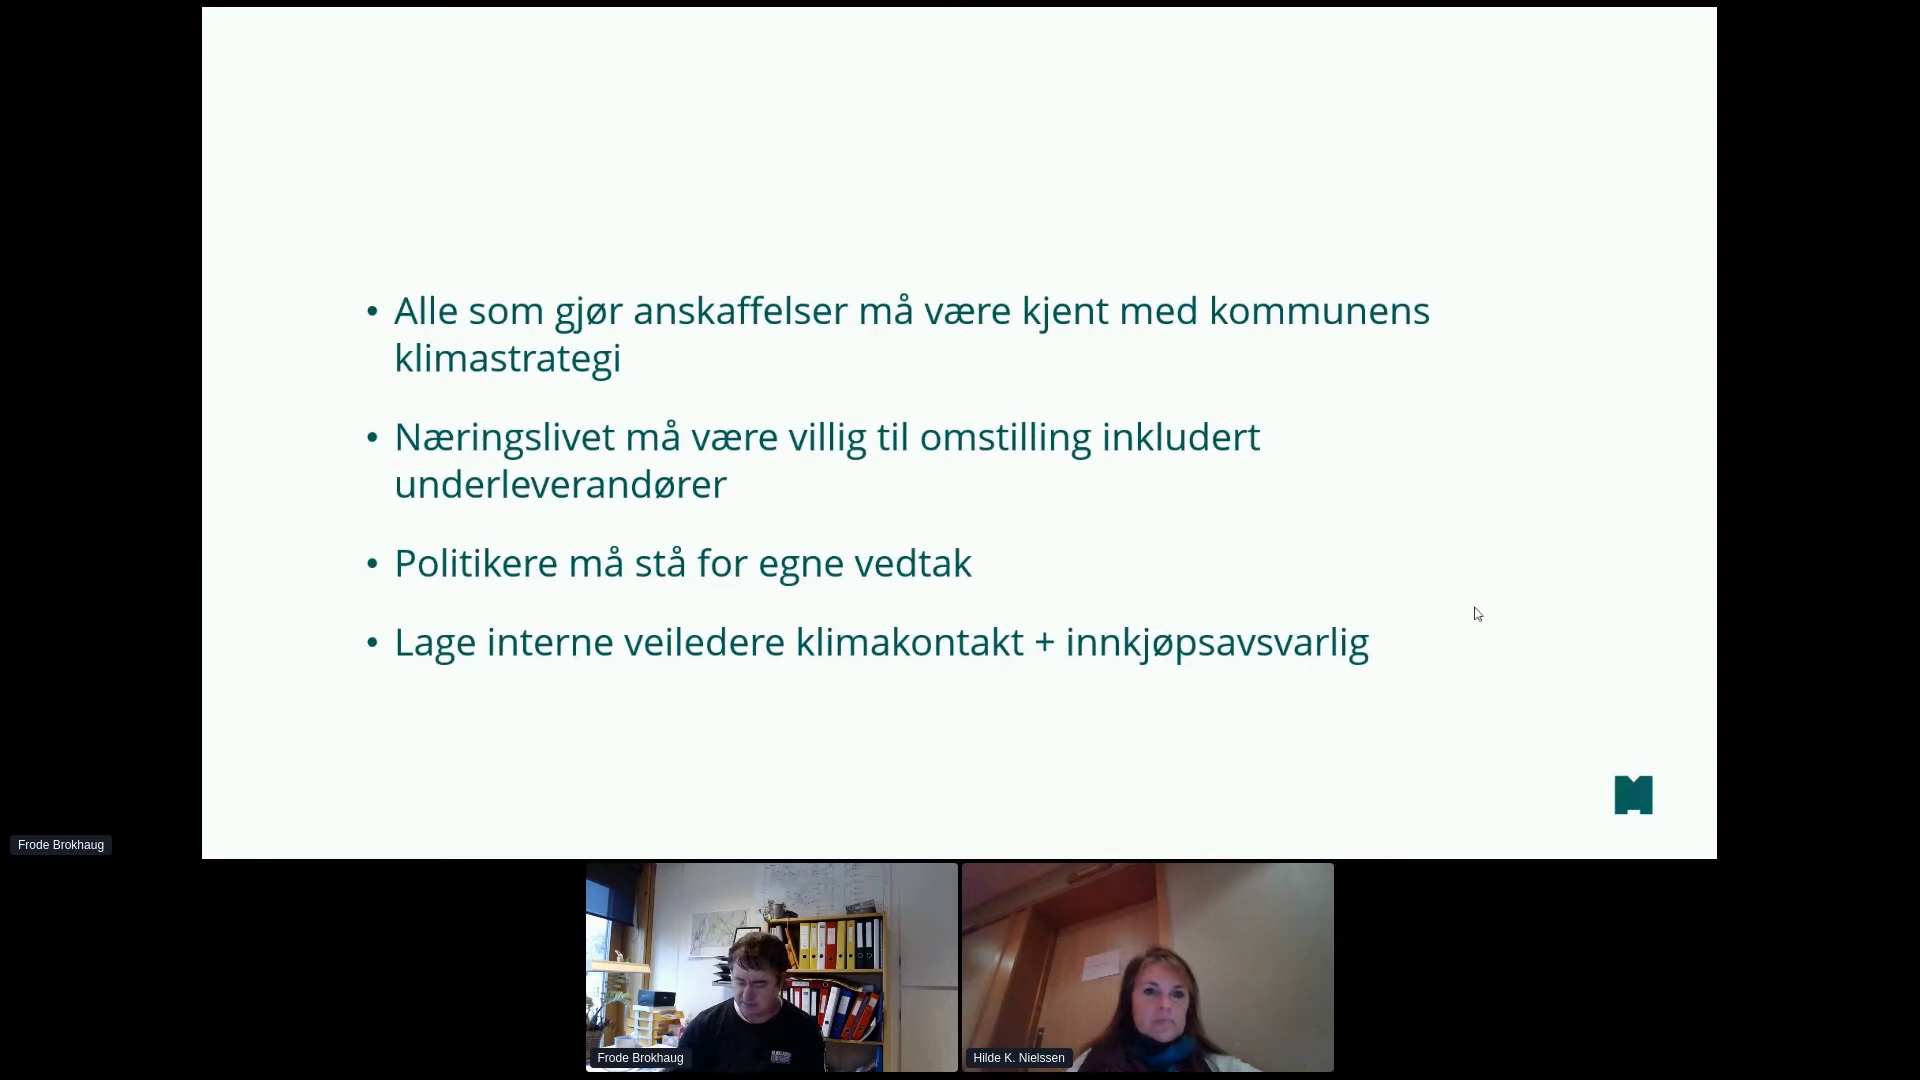 Alle som gjør anskaffelser må være kjent med kommunens
klimastrategi
Næringslivet må være villig til omstilling inkludert
underleverandører
Politikere må stå for egne vedtak
Lage interne veiledere klimakontakt + innkjøpsavsvarlig
Frode Brokhaug
Frode Brokhaug
Hilde K. Nielssen